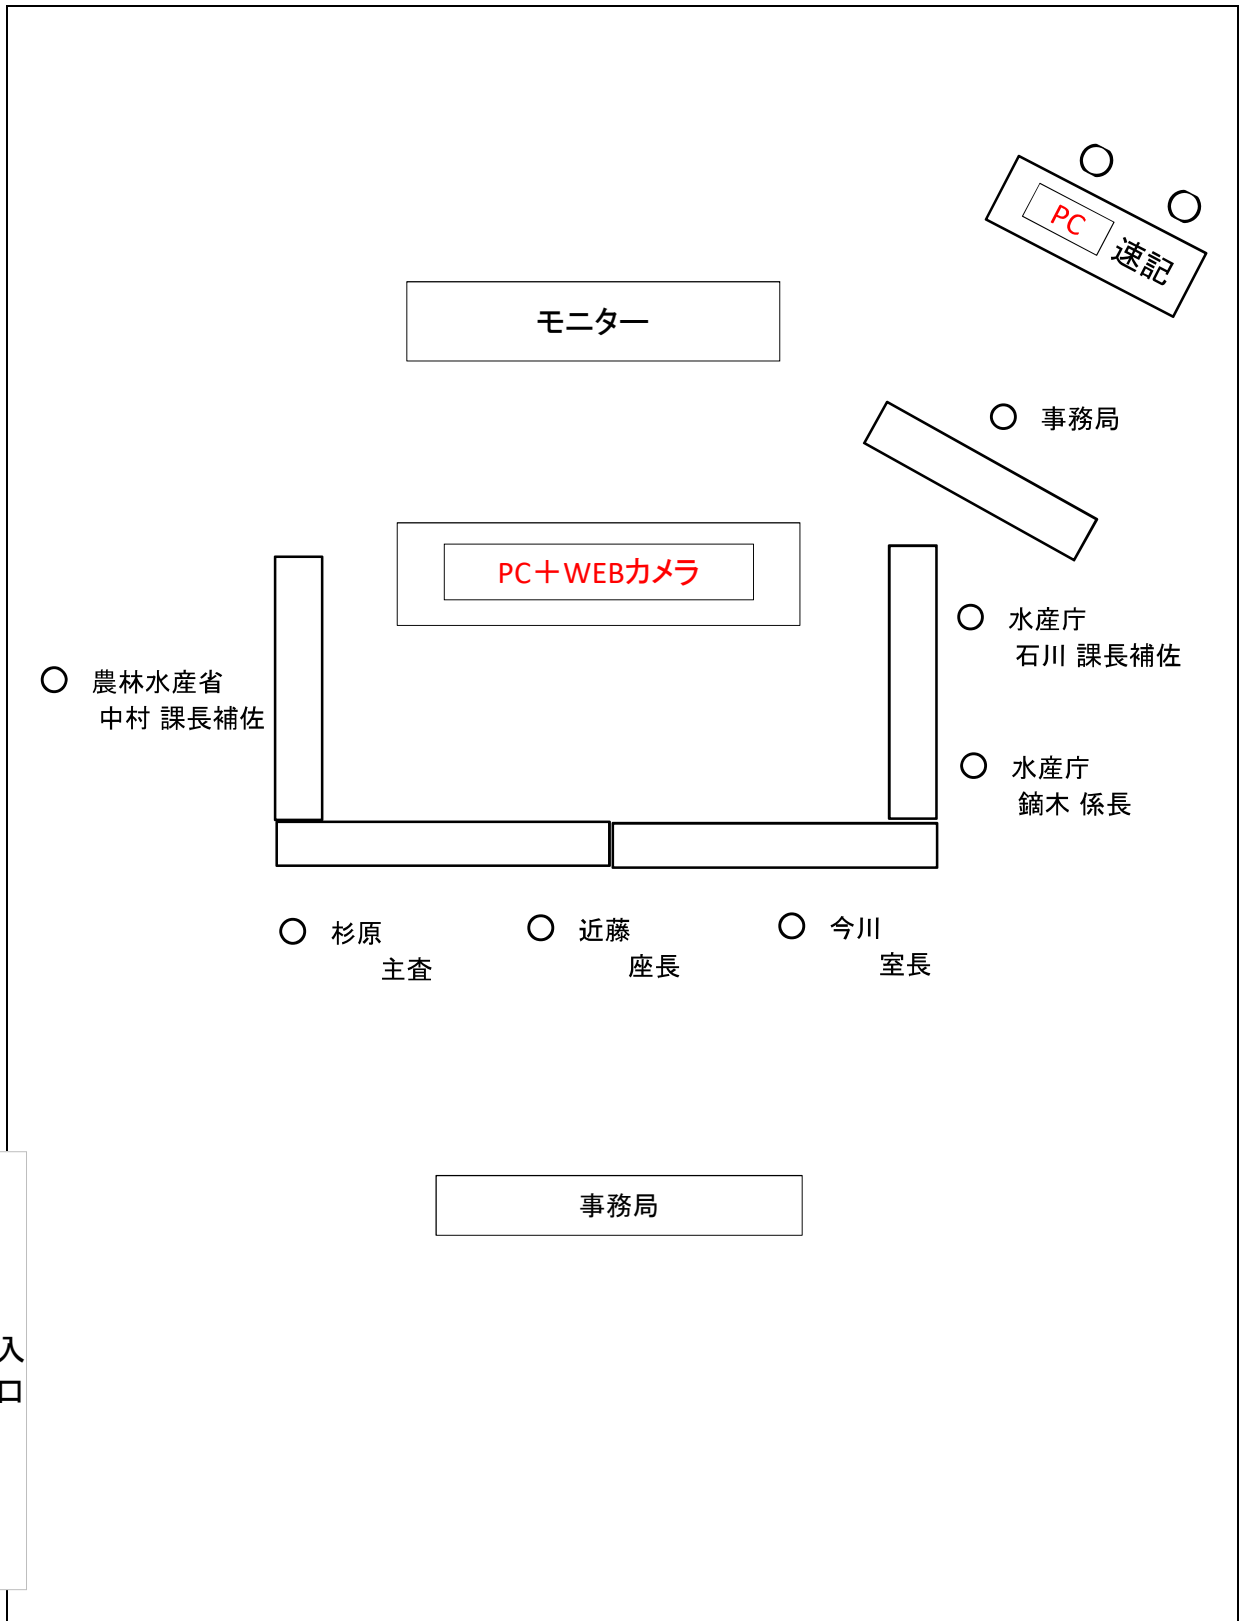 PC 速記
モニター
事務局
PC＋WEBカメラ
水産庁
石川 課長補佐
農林水産省
中村 課長補佐
水産庁
鏑木 係長
杉原
主査
近藤
座長
今川
室長
事務局
入
口